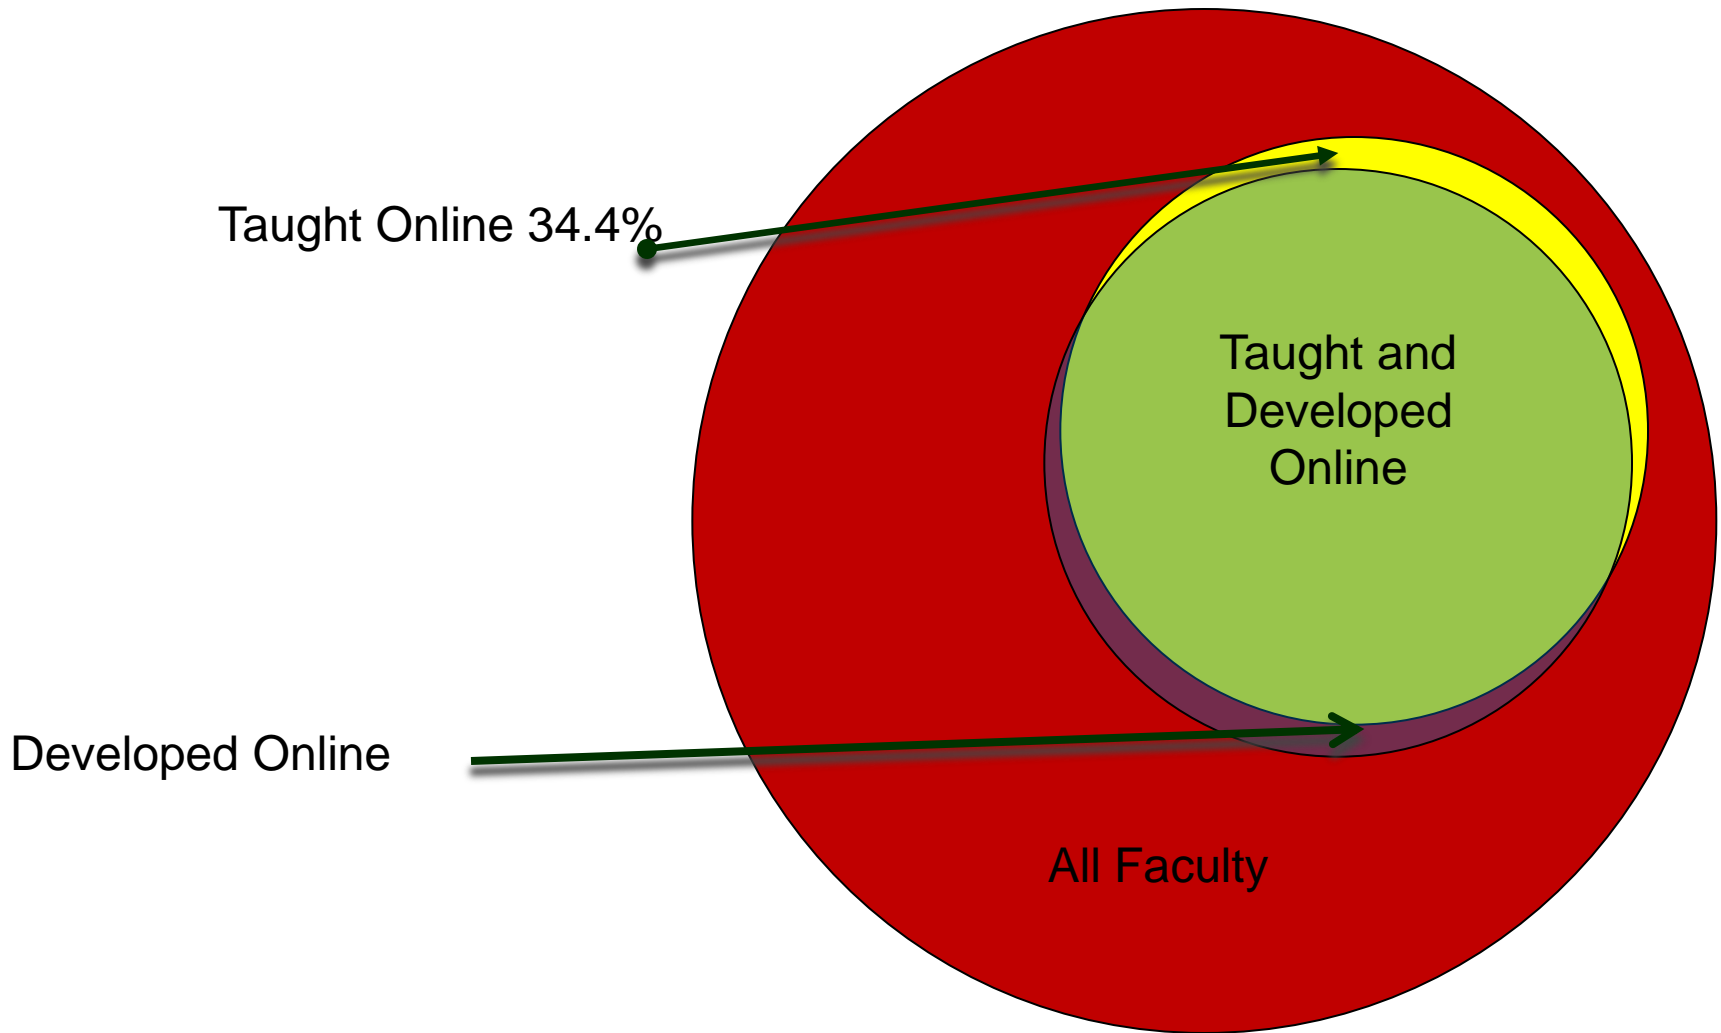 Taught Online 34.4%
Taught and
Developed
Online
Developed Online
All Faculty